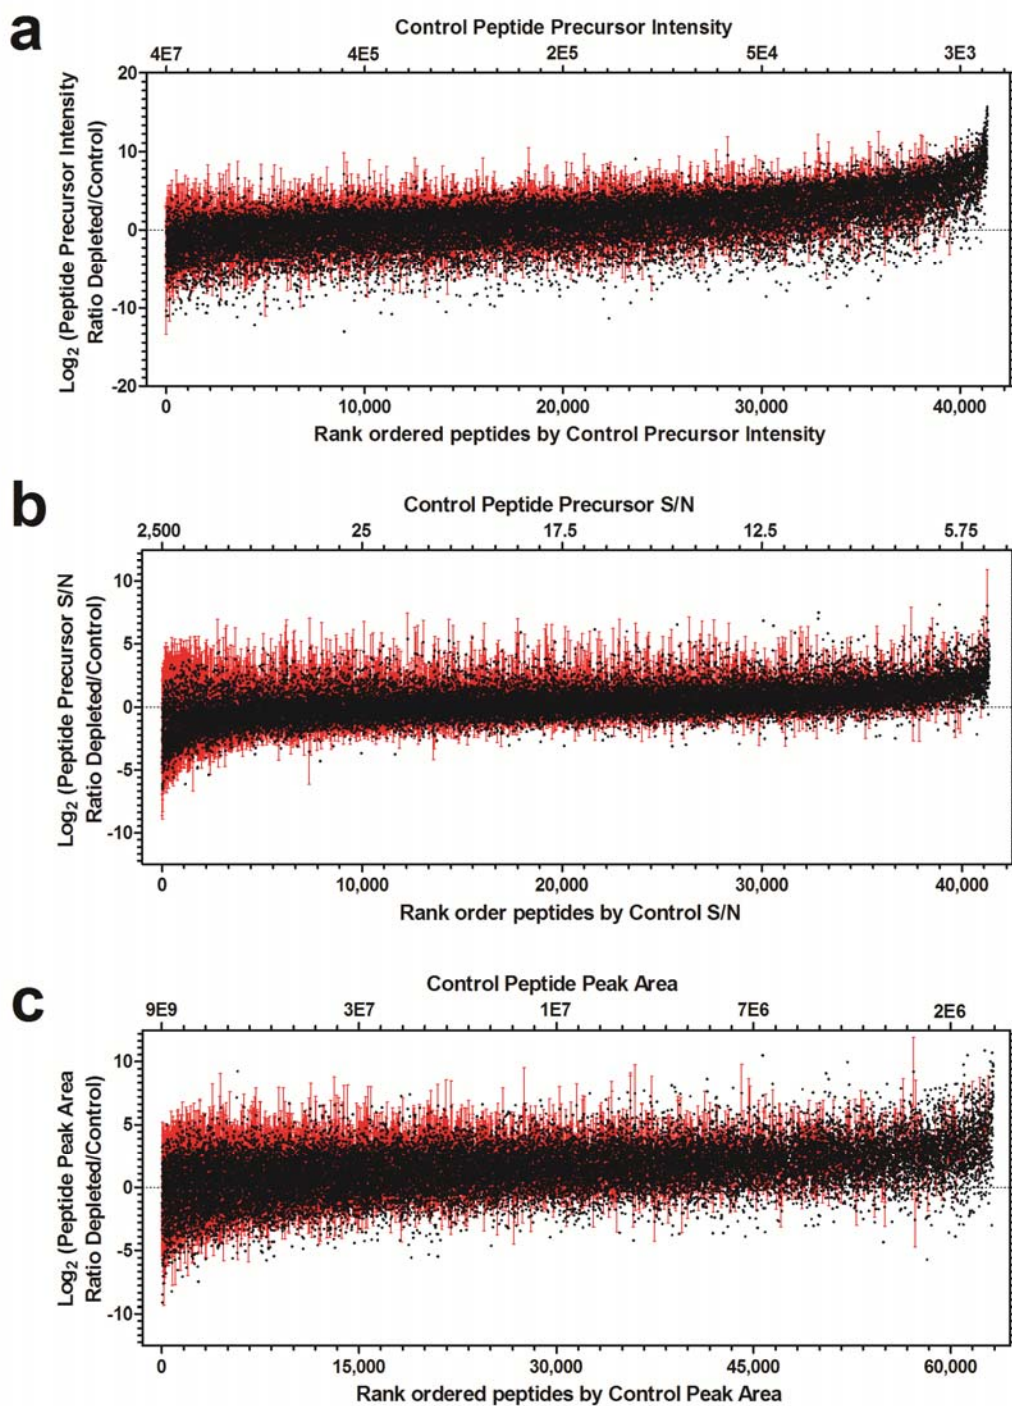 a
Control Peptide Precursor Intensity
4E7 4E5 2E5 5E4 3E3
Log2 (Peptide Precursor Intensity
Ratio Depleted/Control)
20
10
0
-10
-20
0 10,000 20,000 30,000 40,000
Rank ordered peptides by Control Precursor Intensity
b
Control Peptide Precursor S/N
2,500 25 17.5 12.5 5.75
Log2 (Peptide Precursor S/N
Ratio Depleted/Control)
10
5
0
-5
-10
0 10,000 20,000 30,000 40,000
Rank order peptides by Control S/N
c
Control Peptide Peak Area
9E9 3E7 1E7 7E6 2E6
Log2 (Peptide Peak Area
Ratio Depleted/Control)
10
5
0
-5
-10
0 15,000 30,000 45,000 60,000
Rank ordered peptides by Control Peak Area